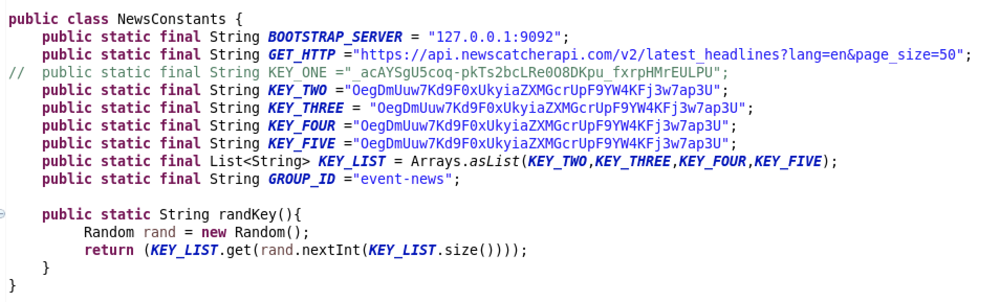 public class NewsConstants {
    public static final String BOOTSTRAP_SERVER = "127.0.0.1:9092";
    public static final String GET_HTTP ="https://api.newscatcherapi.com/v2/latest_headlines?lang=en&page_size=50";
//  public static final String KEY_ONE ="_acAYSgU5coq-pkTs2bcLRe0O8DKpu_fxrpHMrEULPU";
    public static final String KEY_TWO ="OegDmUuw7Kd9F0xUkyiaZXMGcrUpF9YW4KFj3w7ap3U";
    public static final String KEY_THREE = "OegDmUuw7Kd9F0xUkyiaZXMGcrUpF9YW4KFj3w7ap3U";
    public static final String KEY_FOUR ="OegDmUuw7Kd9F0xUkyiaZXMGcrUpF9YW4KFj3w7ap3U";
    public static final String KEY_FIVE ="OegDmUuw7Kd9F0xUkyiaZXMGcrUpF9YW4KFj3w7ap3U";
    public static final List<String> KEY_LIST = Arrays.asList(KEY_TWO,KEY_THREE,KEY_FOUR,KEY_FIVE);
    public static final String GROUP_ID ="event-news";
    public static String randKey(){
         Random rand = new Random();
         return (KEY_LIST.get(rand.nextInt(KEY_LIST.size())));
    }
}